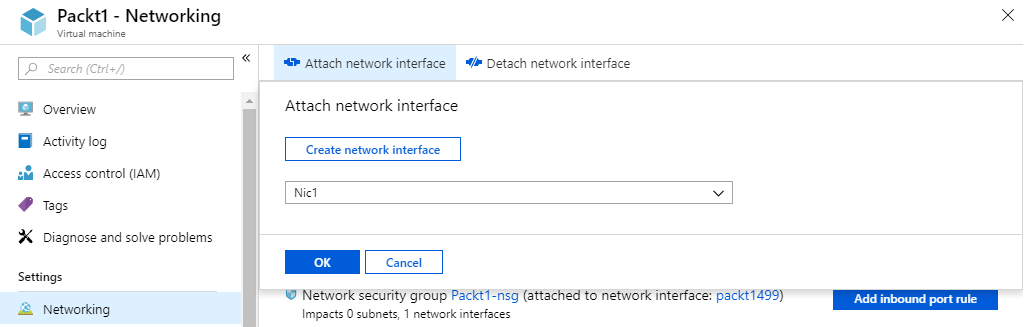 Packt1 - Networking
Virtual machine
Search (Ctrl+/)
Overview
Activity log
Access control (IAM)
Tags
Diagnose and solve problems
Settings
Networking
Attach network interface
Detach network interface
Attach network interface
Create network interface
Nic1
OK
Cancel
Network security group Packt1-nsg (attached to network interface: packt1499)
Impacts 0 subnets, 1 network interfaces
Add inbound port rule